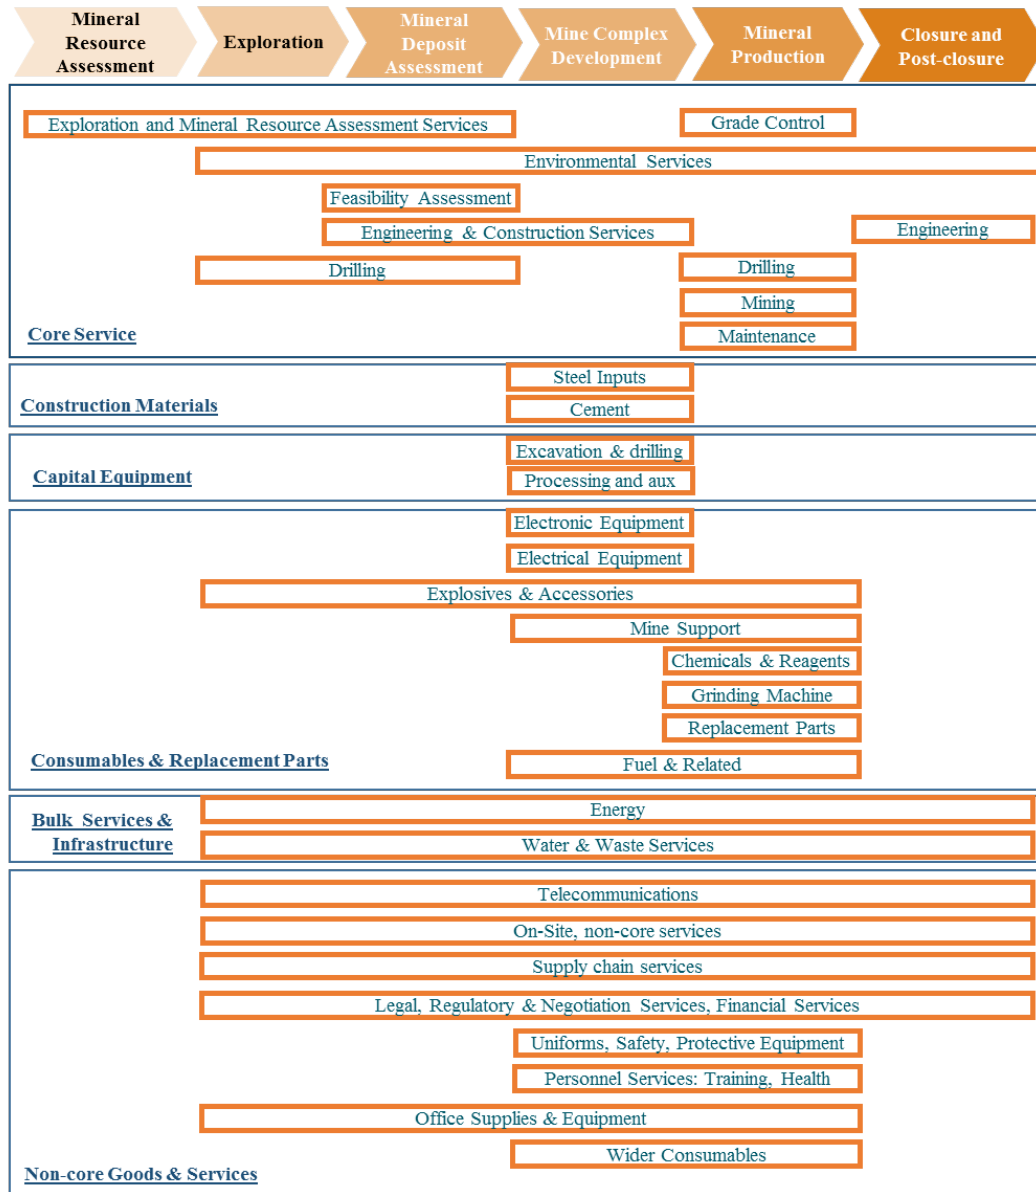 Mineral
Resource
Assessment
Exploration
Mineral
Deposit
Assessment
Mine Complex
Development
Mineral
Production
Closure and
Post-closure
Exploration and Mineral Resource Assessment Services
Grade Control
Environmental Services
Feasibility Assessment
Engineering & Construction Services
Engineering
Drilling
Drilling
Mining
Maintenance
Core Service
Steel Inputs
Cement
Construction Materials
Excavation & drilling
Processing and aux
Capital Equipment
Electronic Equipment
Electrical Equipment
Explosives & Accessories
Mine Support
Chemicals & Reagents
Grinding Machine
Replacement Parts
Fuel & Related
Consumables & Replacement Parts
Energy
Water & Waste Services
Bulk Services &
Infrastructure
Telecommunications
On-Site, non-core services
Supply chain services
Legal, Regulatory & Negotiation Services, Financial Services
Uniforms, Safety, Protective Equipment
Personnel Services: Training, Health
Office Supplies & Equipment
Wider Consumables
Non-core Goods & Services